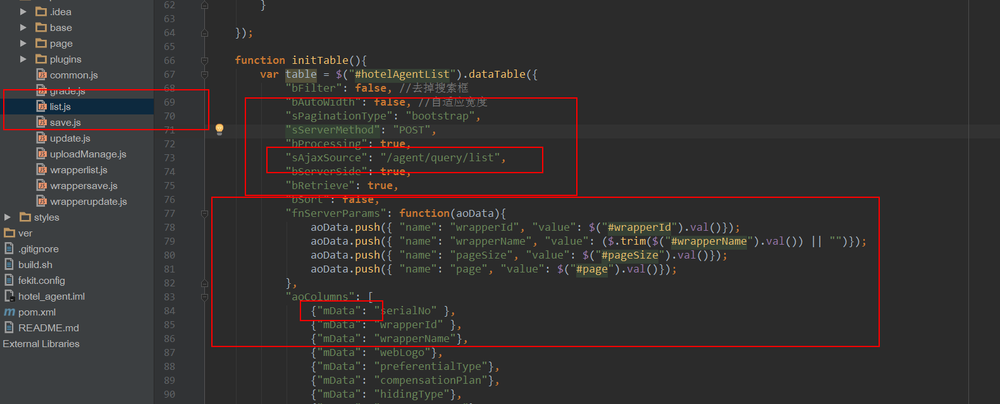 .idea
base
page
plugins
common.js
grade.js
list.js
save.js
update.js
uploadManage.js
wrapperlist.js
wrappersave.js
wrapperupdate.js
styles
ver
.gitignore
build.sh
fekit.config
hotel_agent.iml
pom.xml
README.md
External Libraries
62 }
63
64 });
65
66 function initTable(){
67 var table = $("#hotelAgentList").dataTable({
68 "bFilter": false, //去掉搜索框
69 "bAutoWidth": false, //自适应宽度
70 "sPaginationType": "bootstrap",
71 "sServerMethod": "POST",
72 "bProcessing": true,
73 "sAjaxSource": "/agent/query/list",
74 "bServerSide": true,
75 "bRetrieve": true,
76 "bSort": false,
77 "fnServerParams": function(aoData){
78 aoData.push({ "name": "wrapperId", "value": $("#wrapperId").val()});
79 aoData.push({ "name": "wrapperName", "value": ($.trim($("#wrapperName").val()) || "")});
80 aoData.push({ "name": "pageSize", "value": $("#pageSize").val()});
81 aoData.push({ "name": "page", "value": $("#page").val()});
82 },
83 "aoColumns": [
84 {"mData": "serialNo" },
85 {"mData": "wrapperId" },
86 {"mData": "wrapperName"},
87 {"mData": "webLogo"},
88 {"mData": "preferentialType"},
89 {"mData": "compensationPlan"},
90 {"mData": "hidingType"},